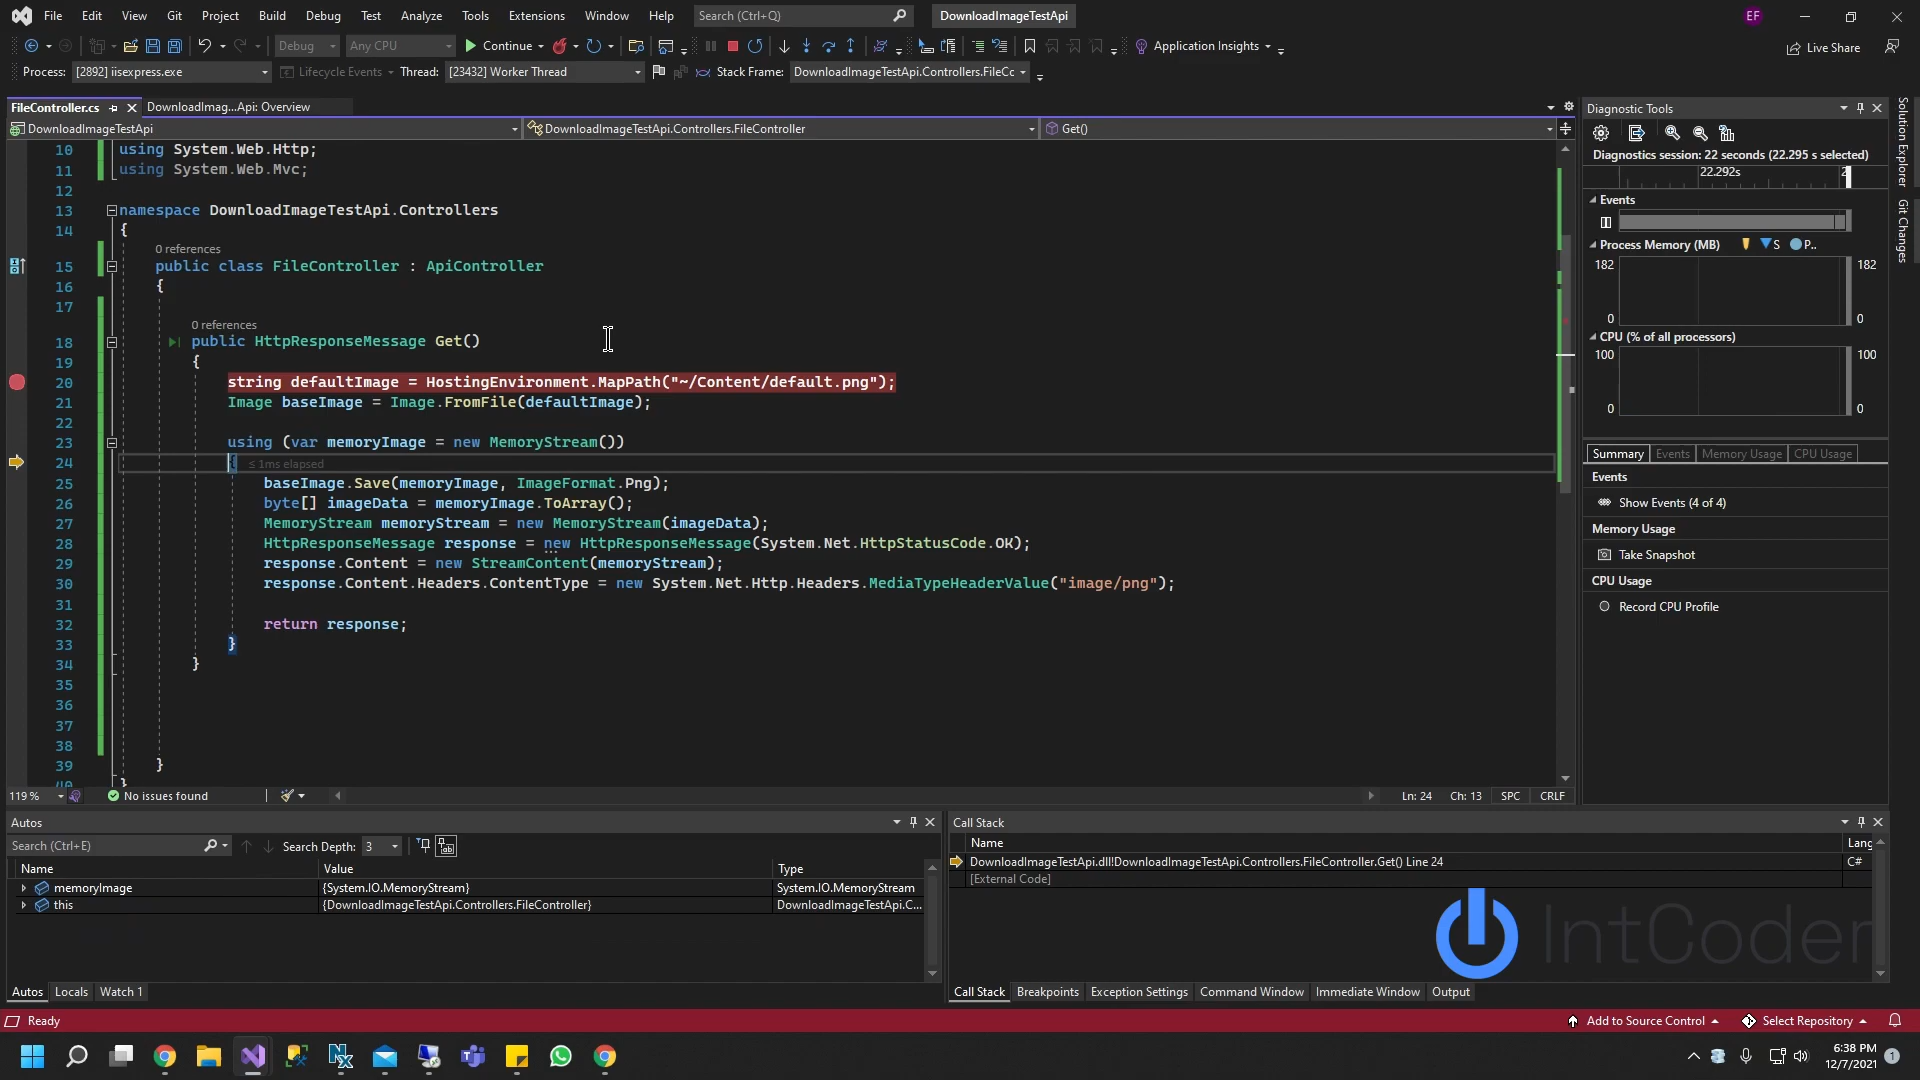 File Edit View Git Project Build Debug Test Analyze Tools Extensions Window Help Search (Ctrl+Q) DownloadImageTestApi EF
Debug Any CPU Continue Application Insights Live Share
Process: [2892] iisexpress.exe Lifecycle Events Thread: [23432] Worker Thread Stack Frame: DownloadImageTestApi.Controllers.FileCc
FileController.cs DownloadImag...Api: Overview
DownloadImageTestApi DownloadImageTestApi.Controllers.FileController Get()
10 using System.Web.Http;
11 using System.Web.Mvc;
12
13 namespace DownloadImageTestApi.Controllers
14 {
0 references
15 public class FileController : ApiController
16 {
17
0 references
18 public HttpResponseMessage Get()
19 {
20 string defaultImage = HostingEnvironment.MapPath("~/Content/default.png");
21 Image baseImage = Image.FromFile(defaultImage);
22
23 using (var memoryImage = new MemoryStream())
24 { ≤ 1ms elapsed
25 baseImage.Save(memoryImage, ImageFormat.Png);
26 byte[] imageData = memoryImage.ToArray();
27 MemoryStream memoryStream = new MemoryStream(imageData);
28 HttpResponseMessage response = new HttpResponseMessage(System.Net.HttpStatusCode.OK);
29 response.Content = new StreamContent(memoryStream);
30 response.Content.Headers.ContentType = new System.Net.Http.Headers.MediaTypeHeaderValue("image/png");
31
32 return response;
33 }
34 }
35
36
37
38
39 }
40 }
119 % No issues found Ln: 24 Ch: 13 SPC CRLF
Diagnostic Tools
Diagnostics session: 22 seconds (22.295 s selected)
22.292s 2
Events
Process Memory (MB) S P..
182 182
0 0
CPU (% of all processors)
100 100
0 0
Summary Events Memory Usage CPU Usage
Events
Show Events (4 of 4)
Memory Usage
Take Snapshot
CPU Usage
Record CPU Profile
Solution Explorer
Git Changes
Autos
Search (Ctrl+E) Search Depth: 3
Name Value Type
memoryImage {System.IO.MemoryStream} System.IO.MemoryStream
this {DownloadImageTestApi.Controllers.FileController} DownloadImageTestApi.C...
Autos Locals Watch 1
Call Stack
Name Lang
DownloadImageTestApi.dll!DownloadImageTestApi.Controllers.FileController.Get() Line 24 C#
[External Code]
IntCoder
Call Stack Breakpoints Exception Settings Command Window Immediate Window Output
Ready Add to Source Control Select Repository
6:38 PM
12/7/2021
1